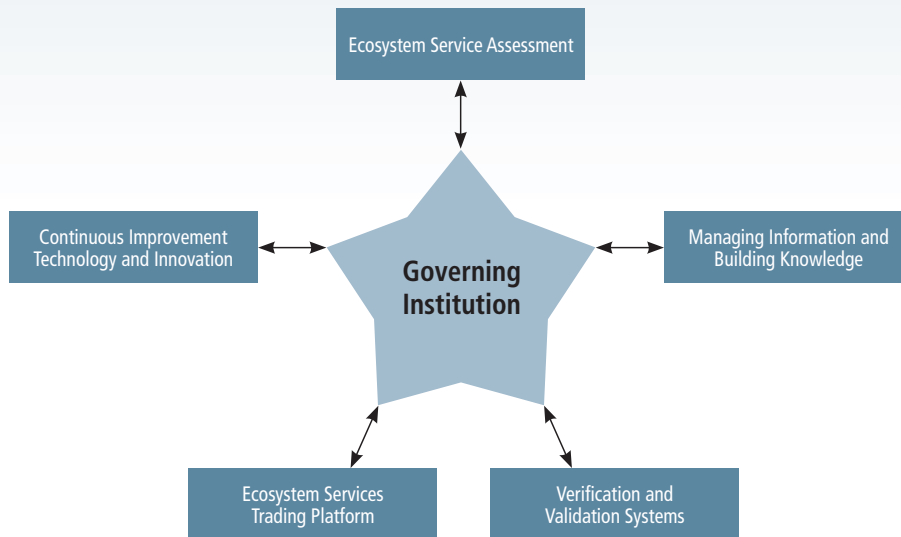 Ecosystem Service Assessment
Continuous Improvement
Technology and Innovation
Managing Information and
Building Knowledge
Governing
Institution
Ecosystem Services
Trading Platform
Verification and
Validation Systems